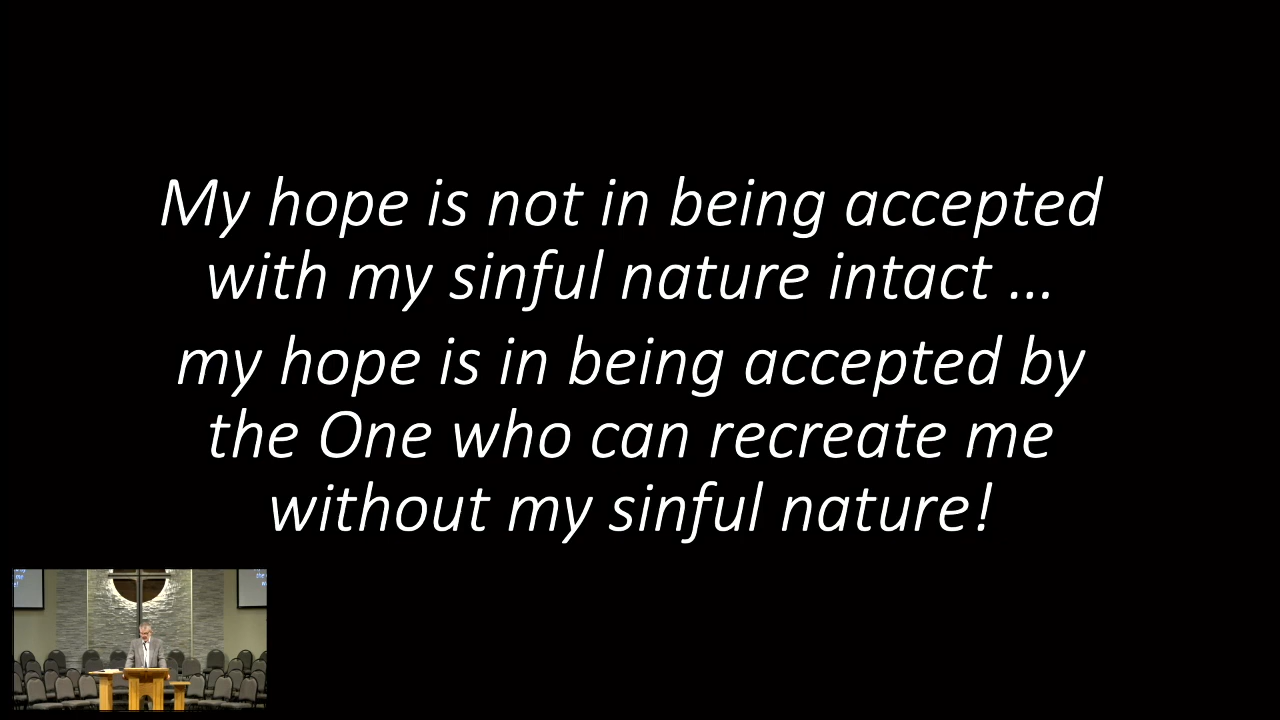 My hope is not in being accepted
with my sinful nature intact ...
my hope is in being accepted by
the One who can recreate me
without my sinful nature!